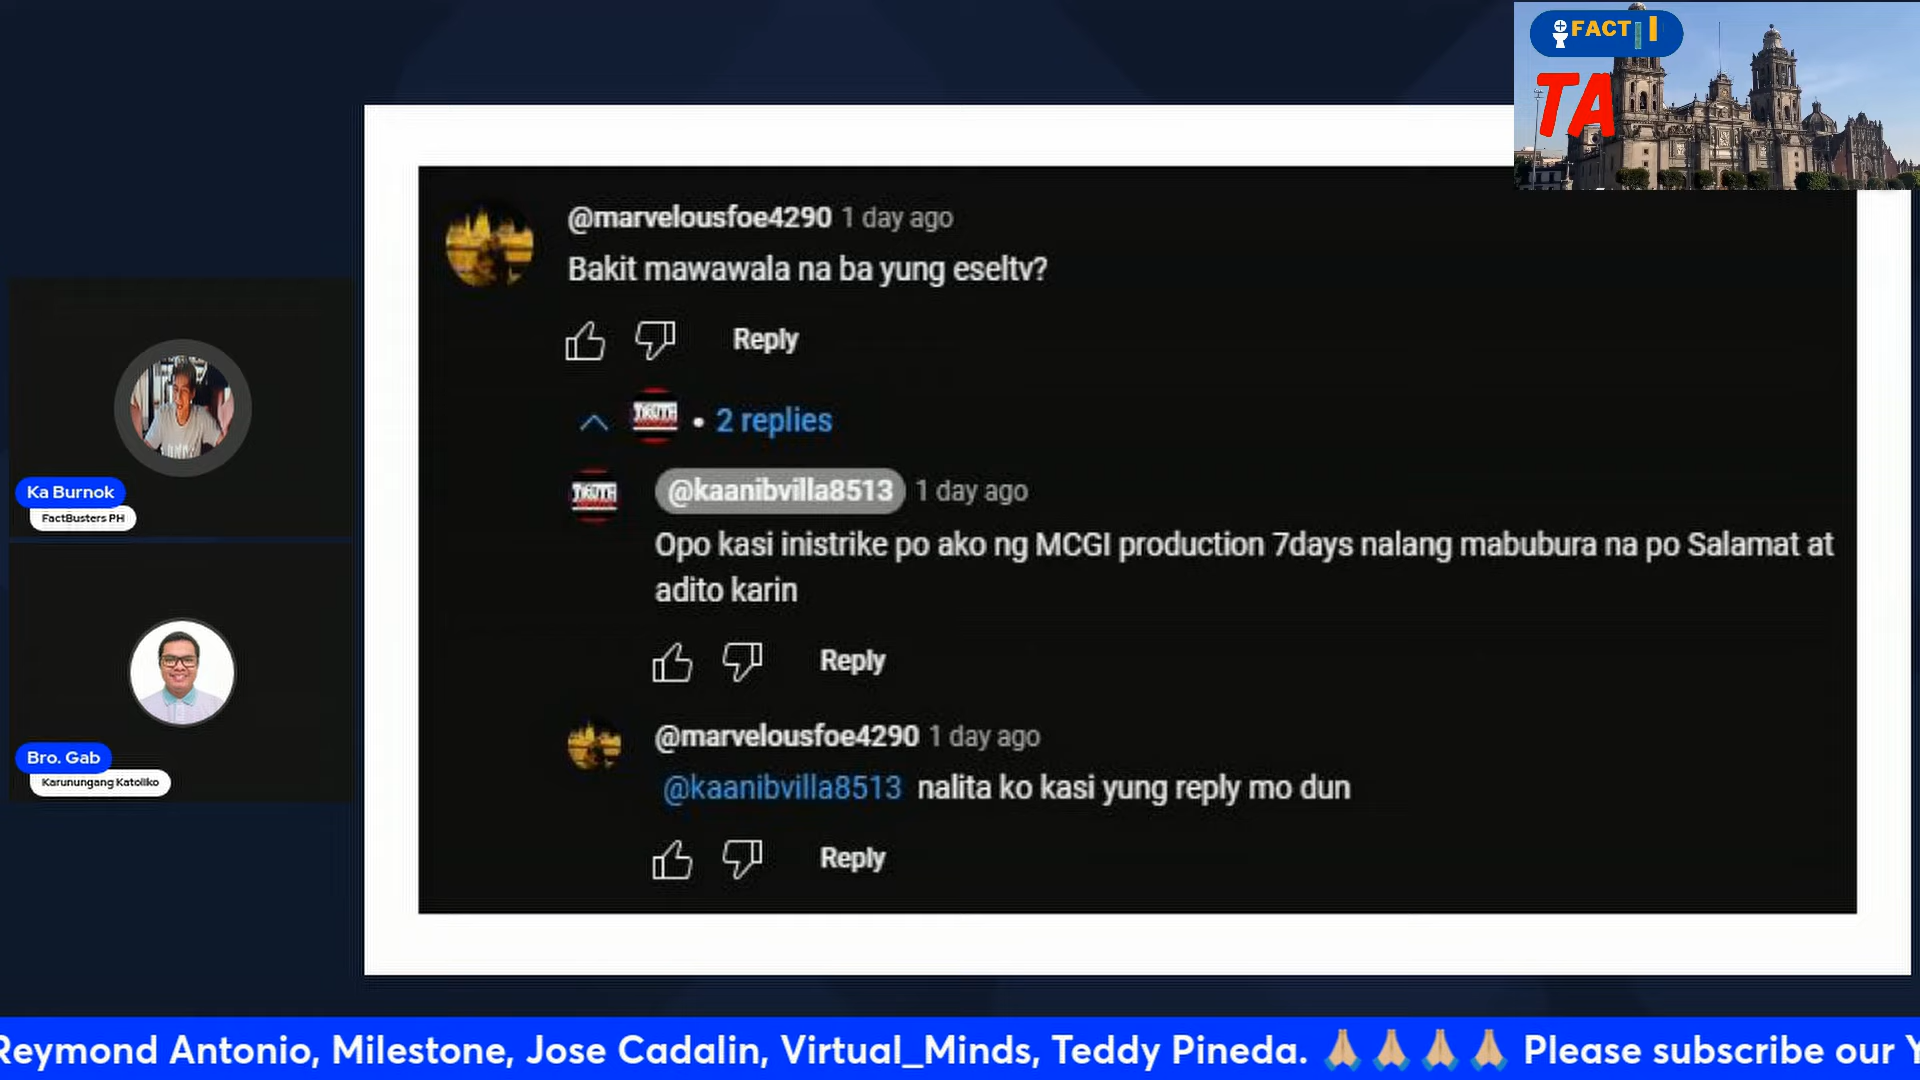 FACT
TA
@marvelousfoe4290 1 day ago
Bakit mawawala na ba yung eseltv?
Reply
TRUTH
• 2 replies
TRUTH
@kaanibvilla8513 1 day ago
Opo kasi inistrike po ako ng MCGI production 7days nalang mabubura na po Salamat at
adito karin
Reply
@marvelousfoe4290 1 day ago
@kaanibvilla8513 nalita ko kasi yung reply mo dun
Reply
Ka Burnok
FactBusters PH
Bro. Gab
Karunungang Katoliko
Reymond Antonio, Milestone, Jose Cadalin, Virtual_Minds, Teddy Pineda. 🙏🏼🙏🏼🙏🏼🙏🏼 Please subscribe our Y